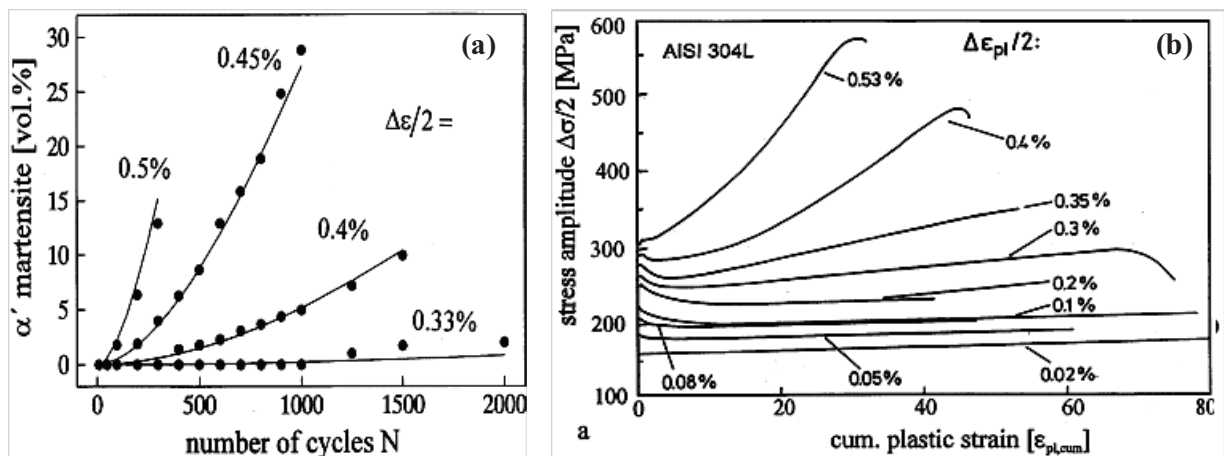 (a)
α′ martensite [vol.%]
30
25
20
15
10
5
0
0.45%
Δε/2 =
0.5%
0.4%
0.33%
0 500 1000 1500 2000
number of cycles N
(b)
stress amplitude Δσ/2 [MPa]
600
500
400
300
200
100
AISI 304L
Δεpl/2:
0.53%
0.4%
0.35%
0.3%
0.2%
0.1%
0.08%
0.05%
0.02%
0 20 40 60 80
a
cum. plastic strain [εpl,cum]